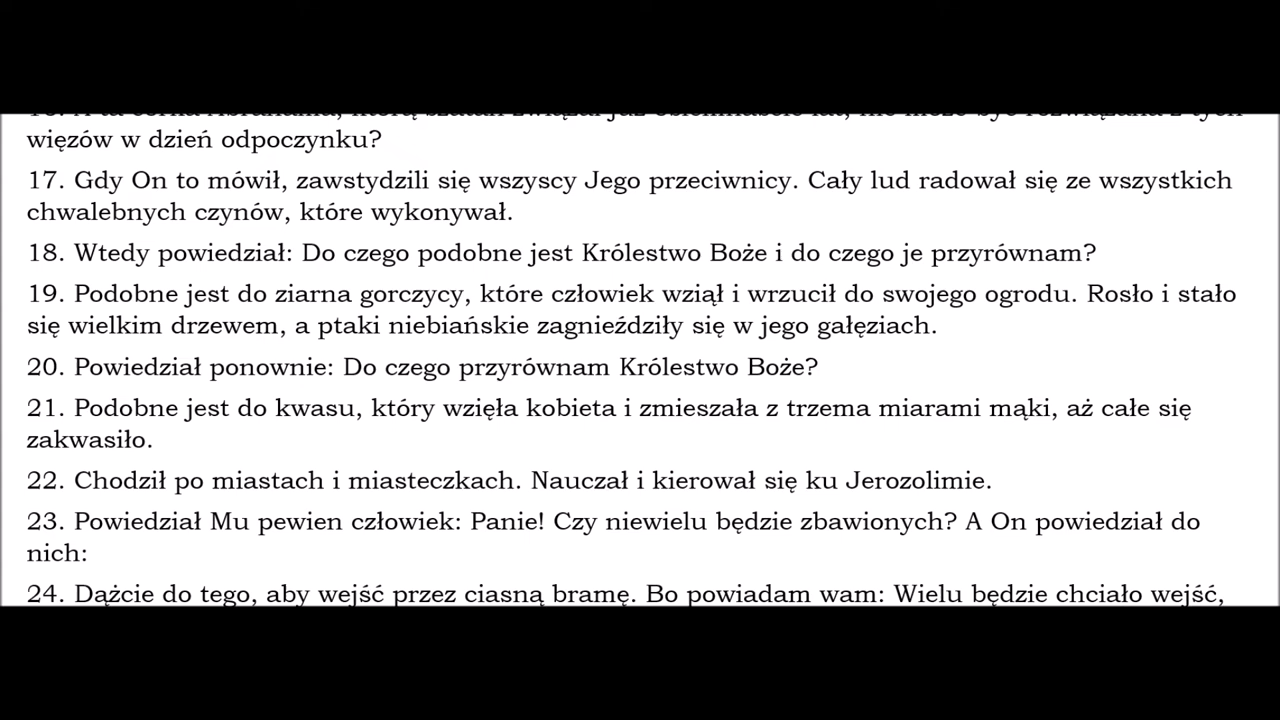 więzów w dzień odpoczynku?
17. Gdy On to mówił, zawstydzili się wszyscy Jego przeciwnicy. Cały lud radował się ze wszystkich
chwalebnych czynów, które wykonywał.
18. Wtedy powiedział: Do czego podobne jest Królestwo Boże i do czego je przyrównam?
19. Podobne jest do ziarna gorczycy, które człowiek wziął i wrzucił do swojego ogrodu. Rosło i stało
się wielkim drzewem, a ptaki niebiańskie zagnieździły się w jego gałęziach.
20. Powiedział ponownie: Do czego przyrównam Królestwo Boże?
21. Podobne jest do kwasu, który wzięła kobieta i zmieszała z trzema miarami mąki, aż całe się
zakwasiło.
22. Chodził po miastach i miasteczkach. Nauczał i kierował się ku Jerozolimie.
23. Powiedział Mu pewien człowiek: Panie! Czy niewielu będzie zbawionych? A On powiedział do
nich:
24. Dążcie do tego, aby wejść przez ciasną bramę. Bo powiadam wam: Wielu będzie chciało wejść,